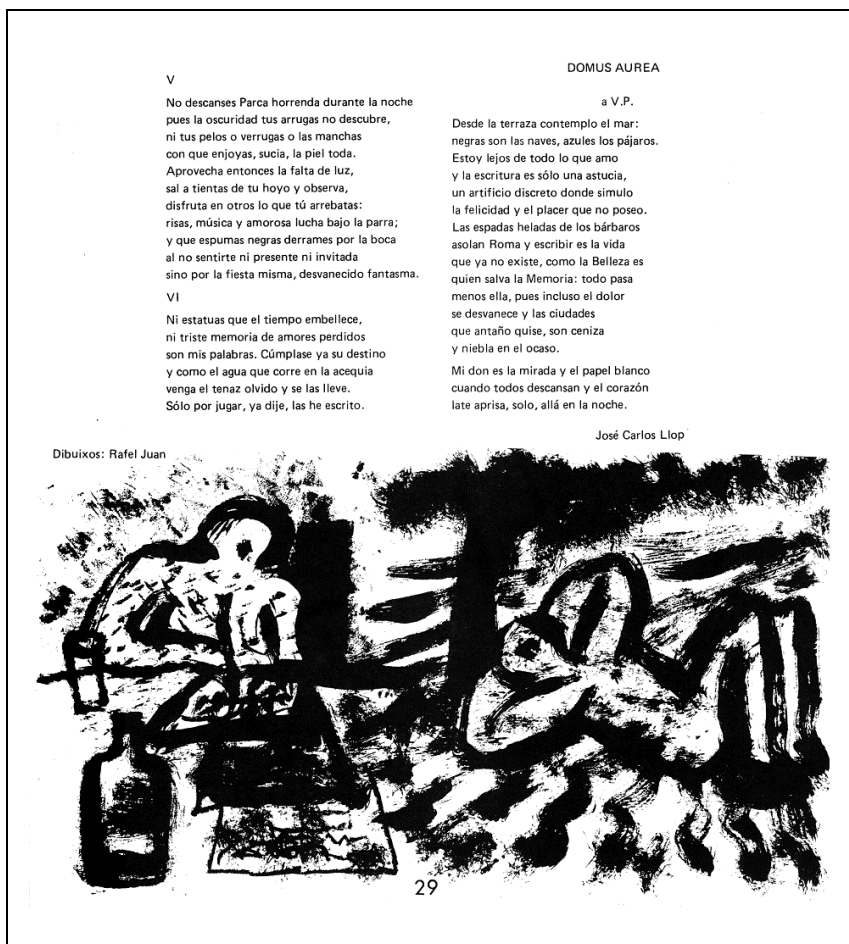 V
No descanses Parca horrenda durante la noche
pues la oscuridad tus arrugas no descubre,
ni tus pelos o verrugas o las manchas
con que enjoyas, sucia, la piel toda.
Aprovecha entonces la falta de luz,
sal a tientas de tu hoyo y observa,
disfruta en otros lo que tú arrebatas:
risas, música y amorosa lucha bajo la parra;
y que espumas negras derrames por la boca
al no sentirte ni presente ni invitada
sino por la fiesta misma, desvanecido fantasma.
VI
Ni estatuas que el tiempo embellece,
ni triste memoria de amores perdidos
son mis palabras. Cúmplase ya su destino
y como el agua que corre en la acequia
venga el tenaz olvido y se las lleve.
Sólo por jugar, ya dije, las he escrito.
DOMUS AUREA
a V.P.
Desde la terraza contemplo el mar:
negras son las naves, azules los pájaros.
Estoy lejos de todo lo que amo
y la escritura es sólo una astucia,
un artificio discreto donde simulo
la felicidad y el placer que no poseo.
Las espadas heladas de los bárbaros
asolan Roma y escribir es la vida
que ya no existe, como la Belleza es
quien salva la Memoria: todo pasa
menos ella, pues incluso el dolor
se desvanece y las ciudades
que antaño quise, son ceniza
y niebla en el ocaso.
Mi don es la mirada y el papel blanco
cuando todos descansan y el corazón
late aprisa, solo, allá en la noche.
José Carlos Llop
Dibuixos: Rafel Juan
29